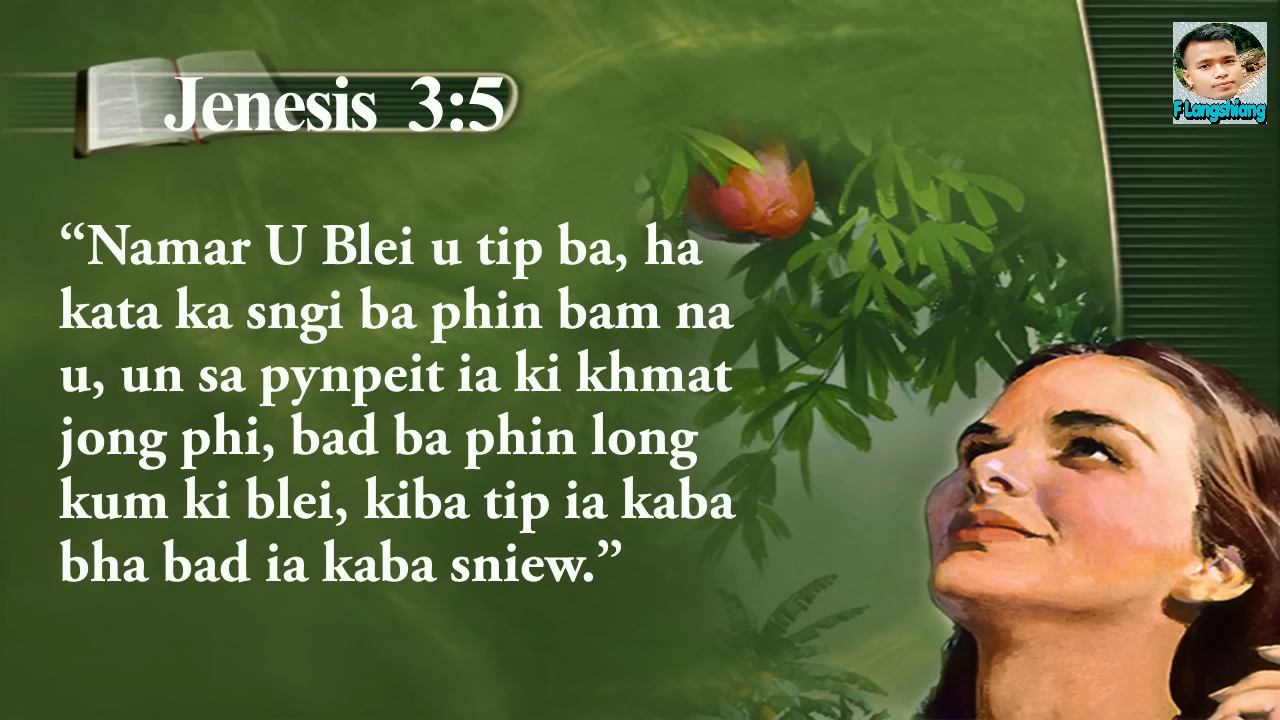 Jenesis 3:5
F Langshiang
“Namar U Blei u tip ba, ha
kata ka sngi ba phin bam na
u, un sa pynpeit ia ki khmat
jong phi, bad ba phin long
kum ki blei, kiba tip ia kaba
bha bad ia kaba sniew.”